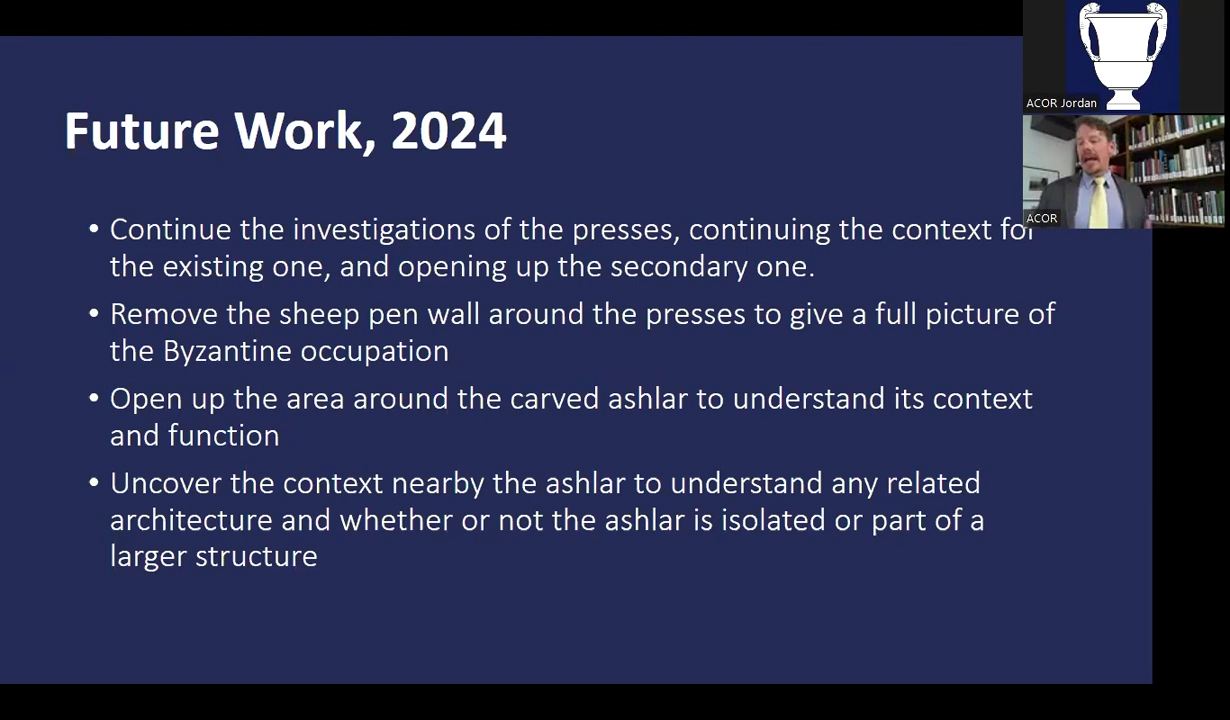 Future Work, 2024
• Continue the investigations of the presses, continuing the context for
the existing one, and opening up the secondary one.
• Remove the sheep pen wall around the presses to give a full picture of
the Byzantine occupation
• Open up the area around the carved ashlar to understand its context
and function
• Uncover the context nearby the ashlar to understand any related
architecture and whether or not the ashlar is isolated or part of a
larger structure
ACOR Jordan
ACOR